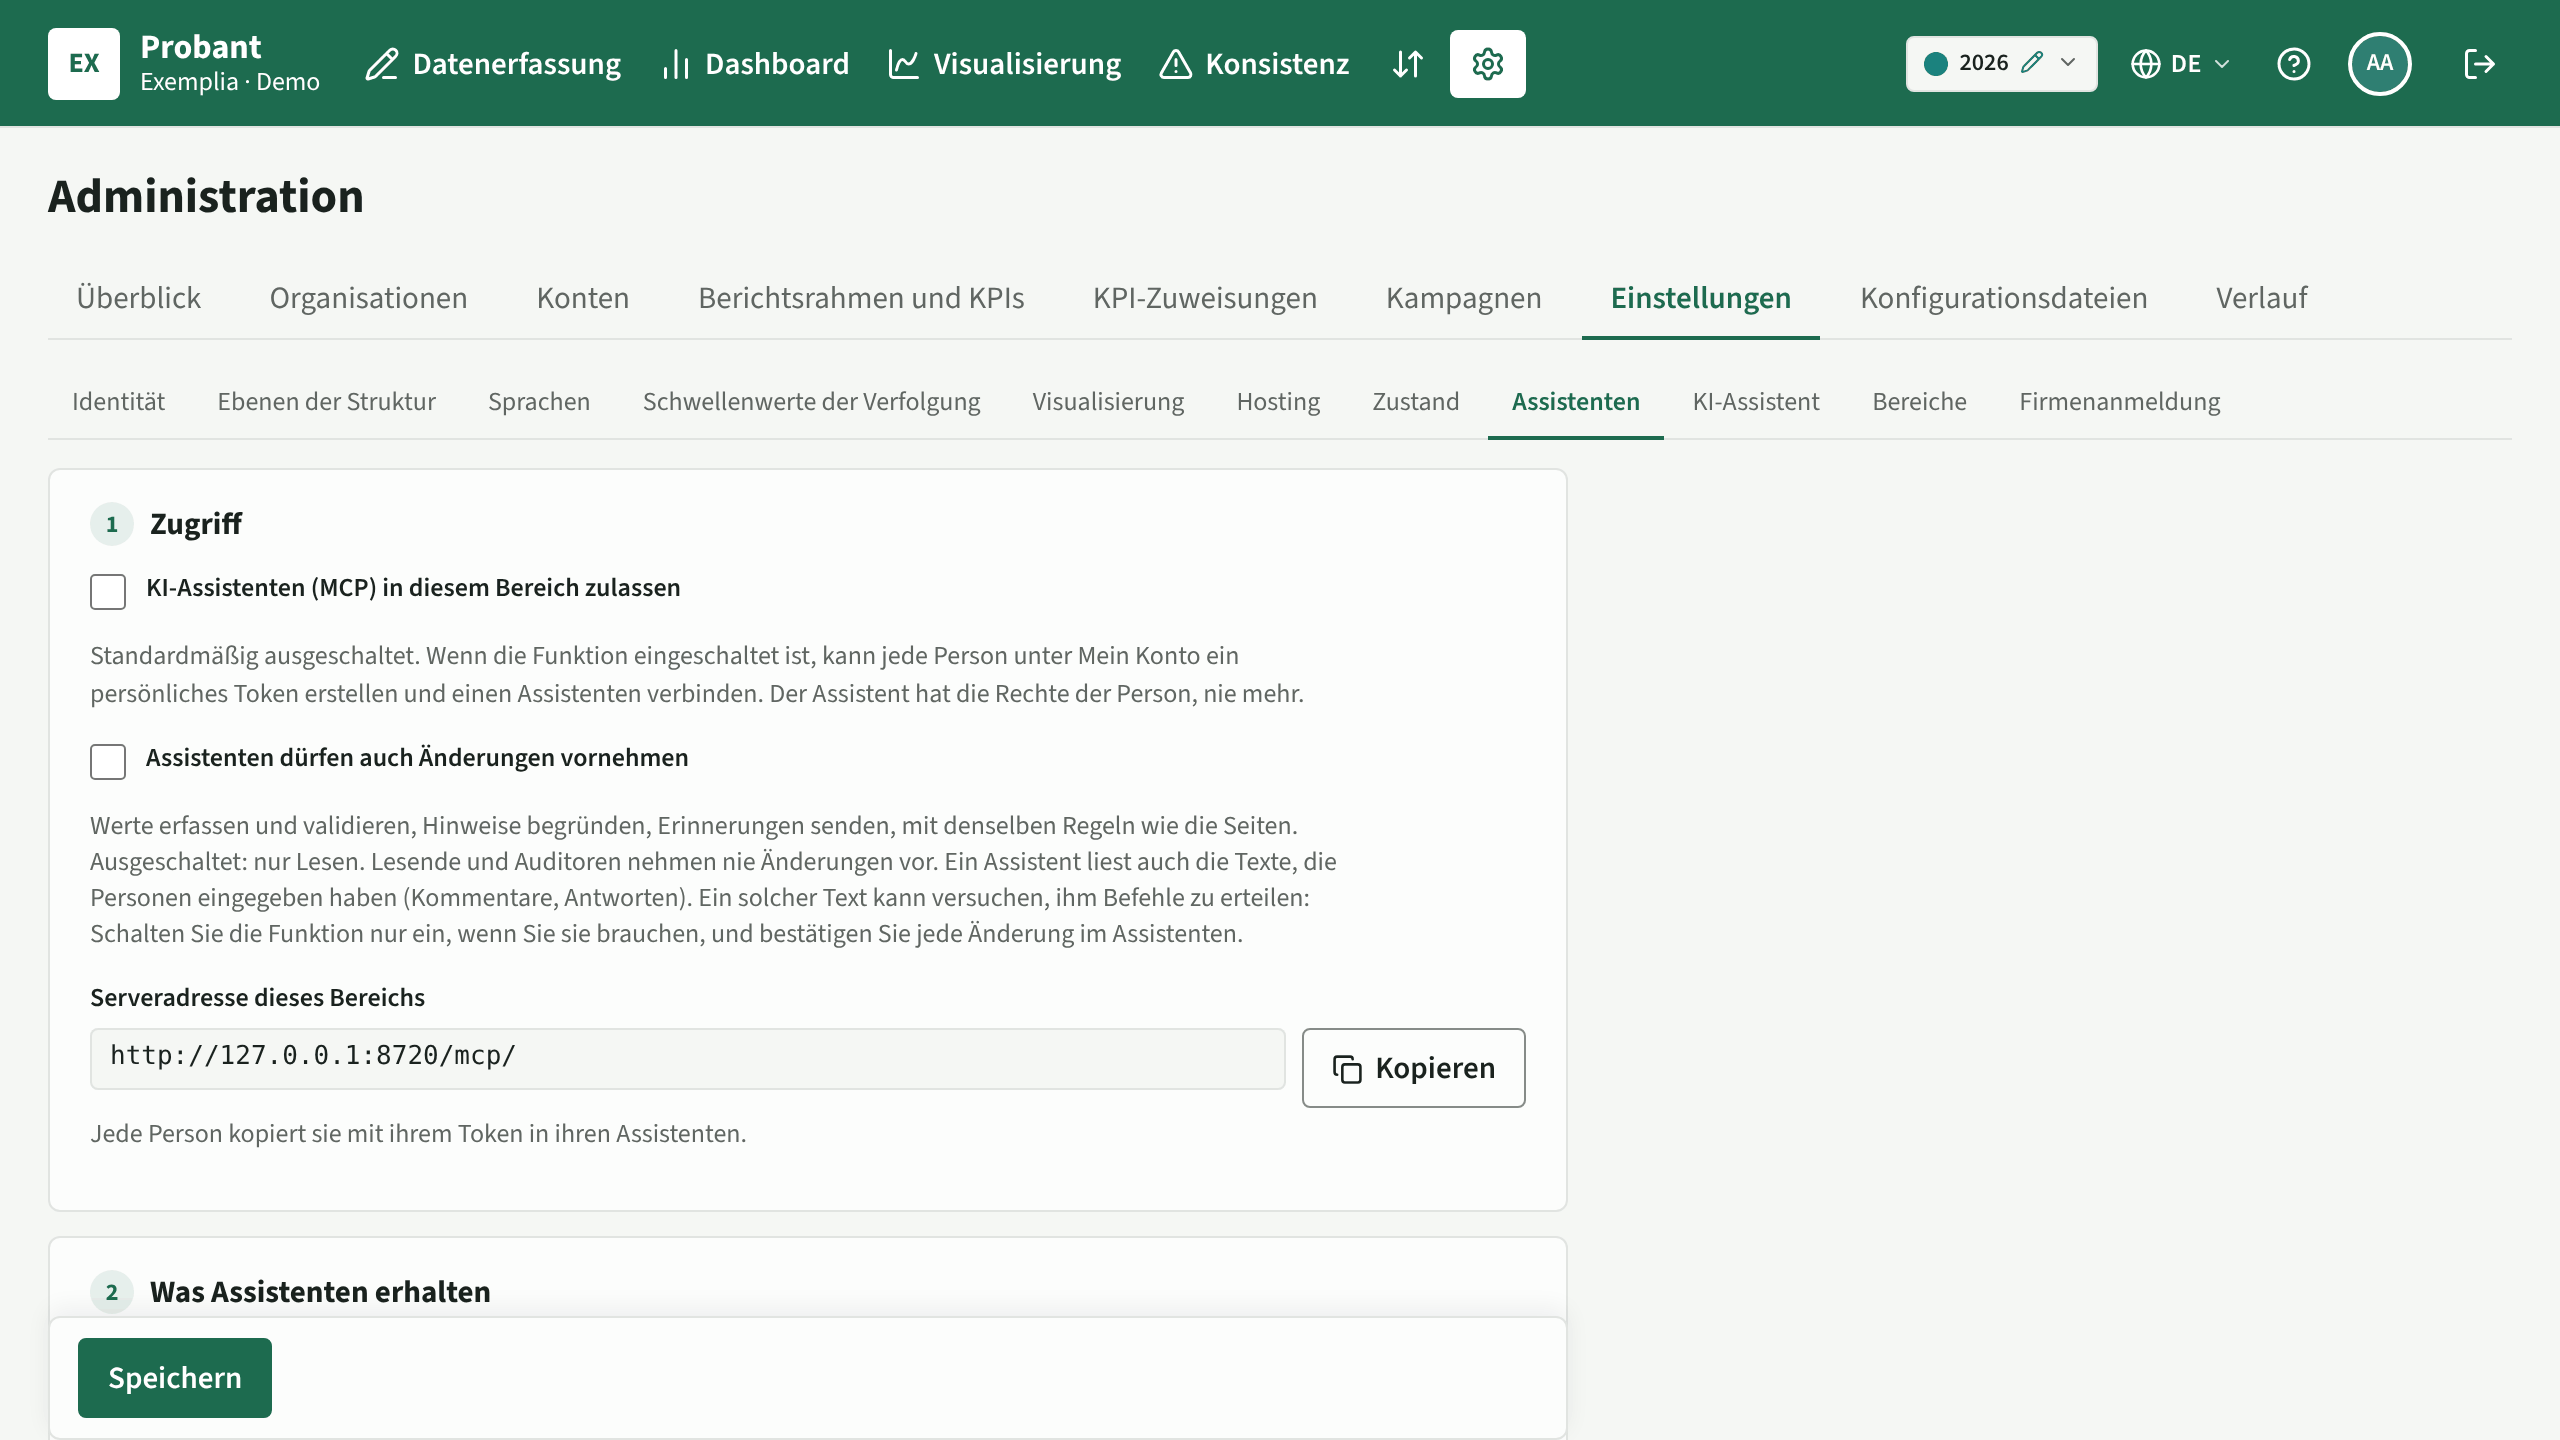 EX
Probant
Exemplia · Demo
Datenerfassung
Dashboard
Visualisierung
Konsistenz
2026
DE
AA
Administration
Überblick
Organisationen
Konten
Berichtsrahmen und KPIs
KPI-Zuweisungen
Kampagnen
Einstellungen
Konfigurationsdateien
Verlauf
Identität
Ebenen der Struktur
Sprachen
Schwellenwerte der Verfolgung
Visualisierung
Hosting
Zustand
Assistenten
KI-Assistent
Bereiche
Firmenanmeldung
1 Zugriff
KI-Assistenten (MCP) in diesem Bereich zulassen
Standardmäßig ausgeschaltet. Wenn die Funktion eingeschaltet ist, kann jede Person unter Mein Konto ein
persönliches Token erstellen und einen Assistenten verbinden. Der Assistent hat die Rechte der Person, nie mehr.
Assistenten dürfen auch Änderungen vornehmen
Werte erfassen und validieren, Hinweise begründen, Erinnerungen senden, mit denselben Regeln wie die Seiten.
Ausgeschaltet: nur Lesen. Lesende und Auditoren nehmen nie Änderungen vor. Ein Assistent liest auch die Texte, die
Personen eingegeben haben (Kommentare, Antworten). Ein solcher Text kann versuchen, ihm Befehle zu erteilen:
Schalten Sie die Funktion nur ein, wenn Sie sie brauchen, und bestätigen Sie jede Änderung im Assistenten.
Serveradresse dieses Bereichs
http://127.0.0.1:8720/mcp/
Kopieren
Jede Person kopiert sie mit ihrem Token in ihren Assistenten.
2 Was Assistenten erhalten
Speichern